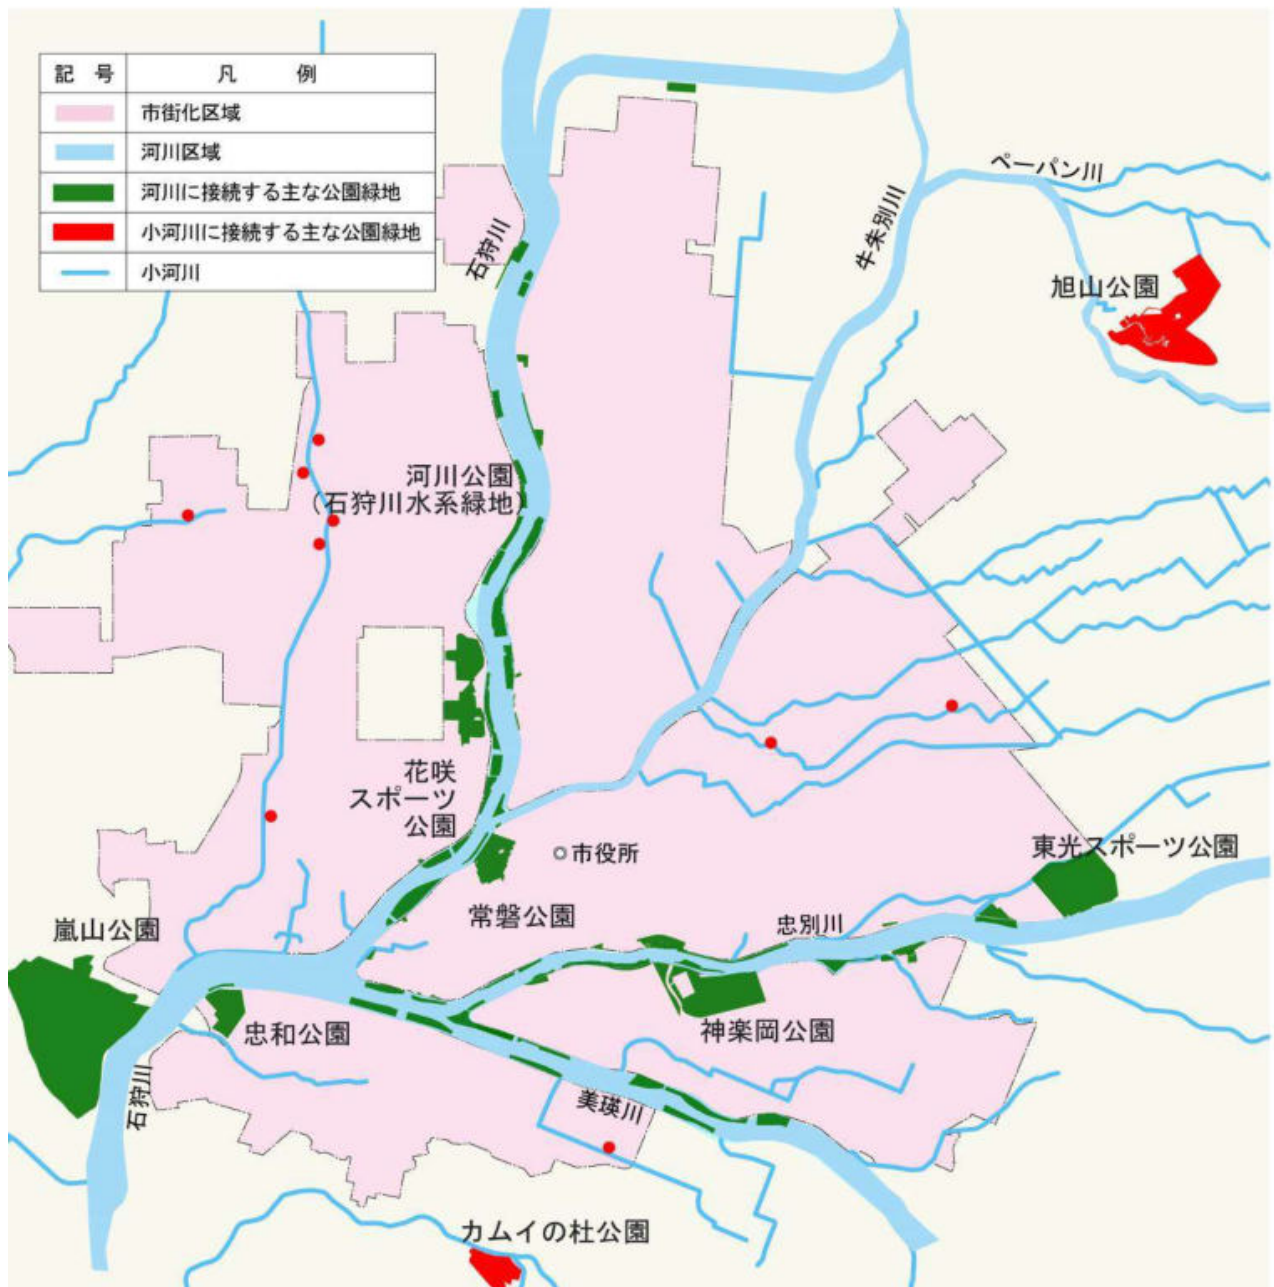 記 号 凡 例
市街化区域
河川区域
河川に接続する主な公園緑地
小河川に接続する主な公園緑地
小河川
ペーパン川
牛朱別川
石狩川
旭山公園
河川公園
（石狩川水系緑地）
花咲
スポーツ
公園
市役所
東光スポーツ公園
常磐公園
忠別川
嵐山公園
忠和公園
神楽岡公園
石狩川
美瑛川
カムイの杜公園